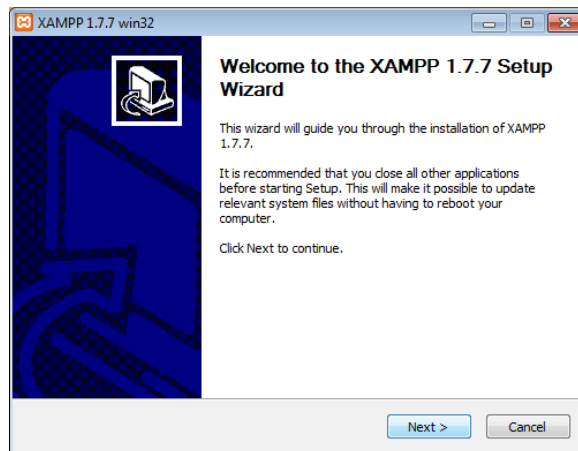 XAMPP 1.7.7 win32
Welcome to the XAMPP 1.7.7 Setup
Wizard
This wizard will guide you through the installation of XAMPP
1.7.7.
It is recommended that you close all other applications
before starting Setup. This will make it possible to update
relevant system files without having to reboot your
computer.
Click Next to continue.
Next >
Cancel